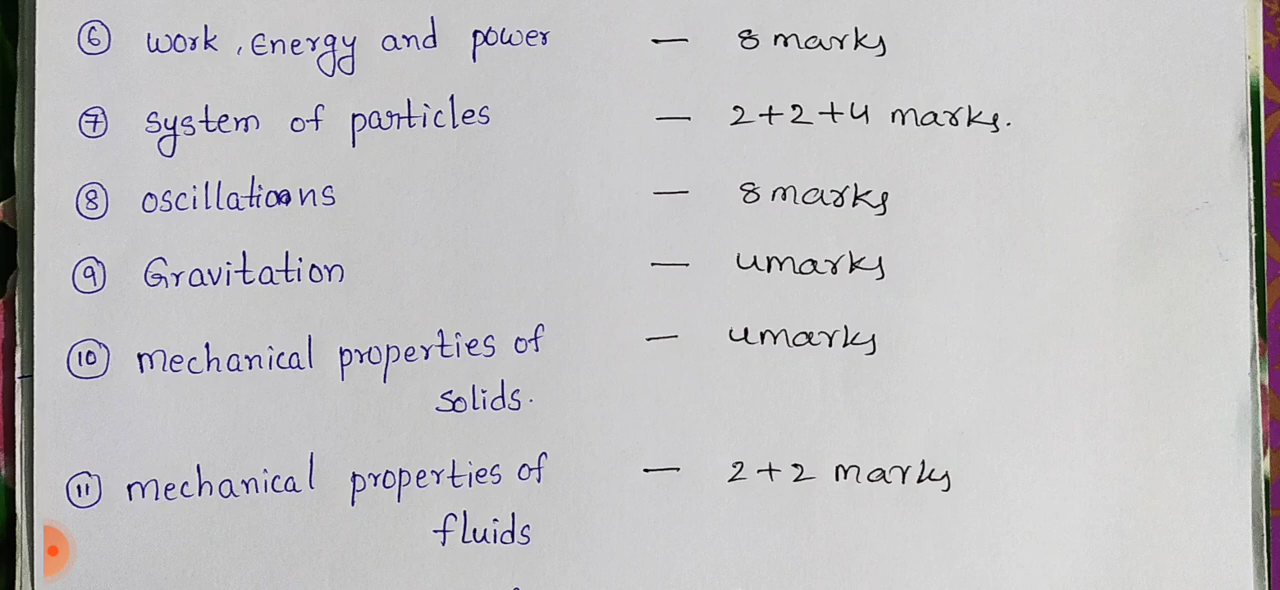 ⑥ work, Energy and power — 8 marks
⑦ system of particles — 2+2+4 marks.
⑧ oscillations — 8 marks
⑨ Gravitation — 4marks
⑩ mechanical properties of — 4marks
solids.
⑪ mechanical properties of — 2+2 marks
fluids